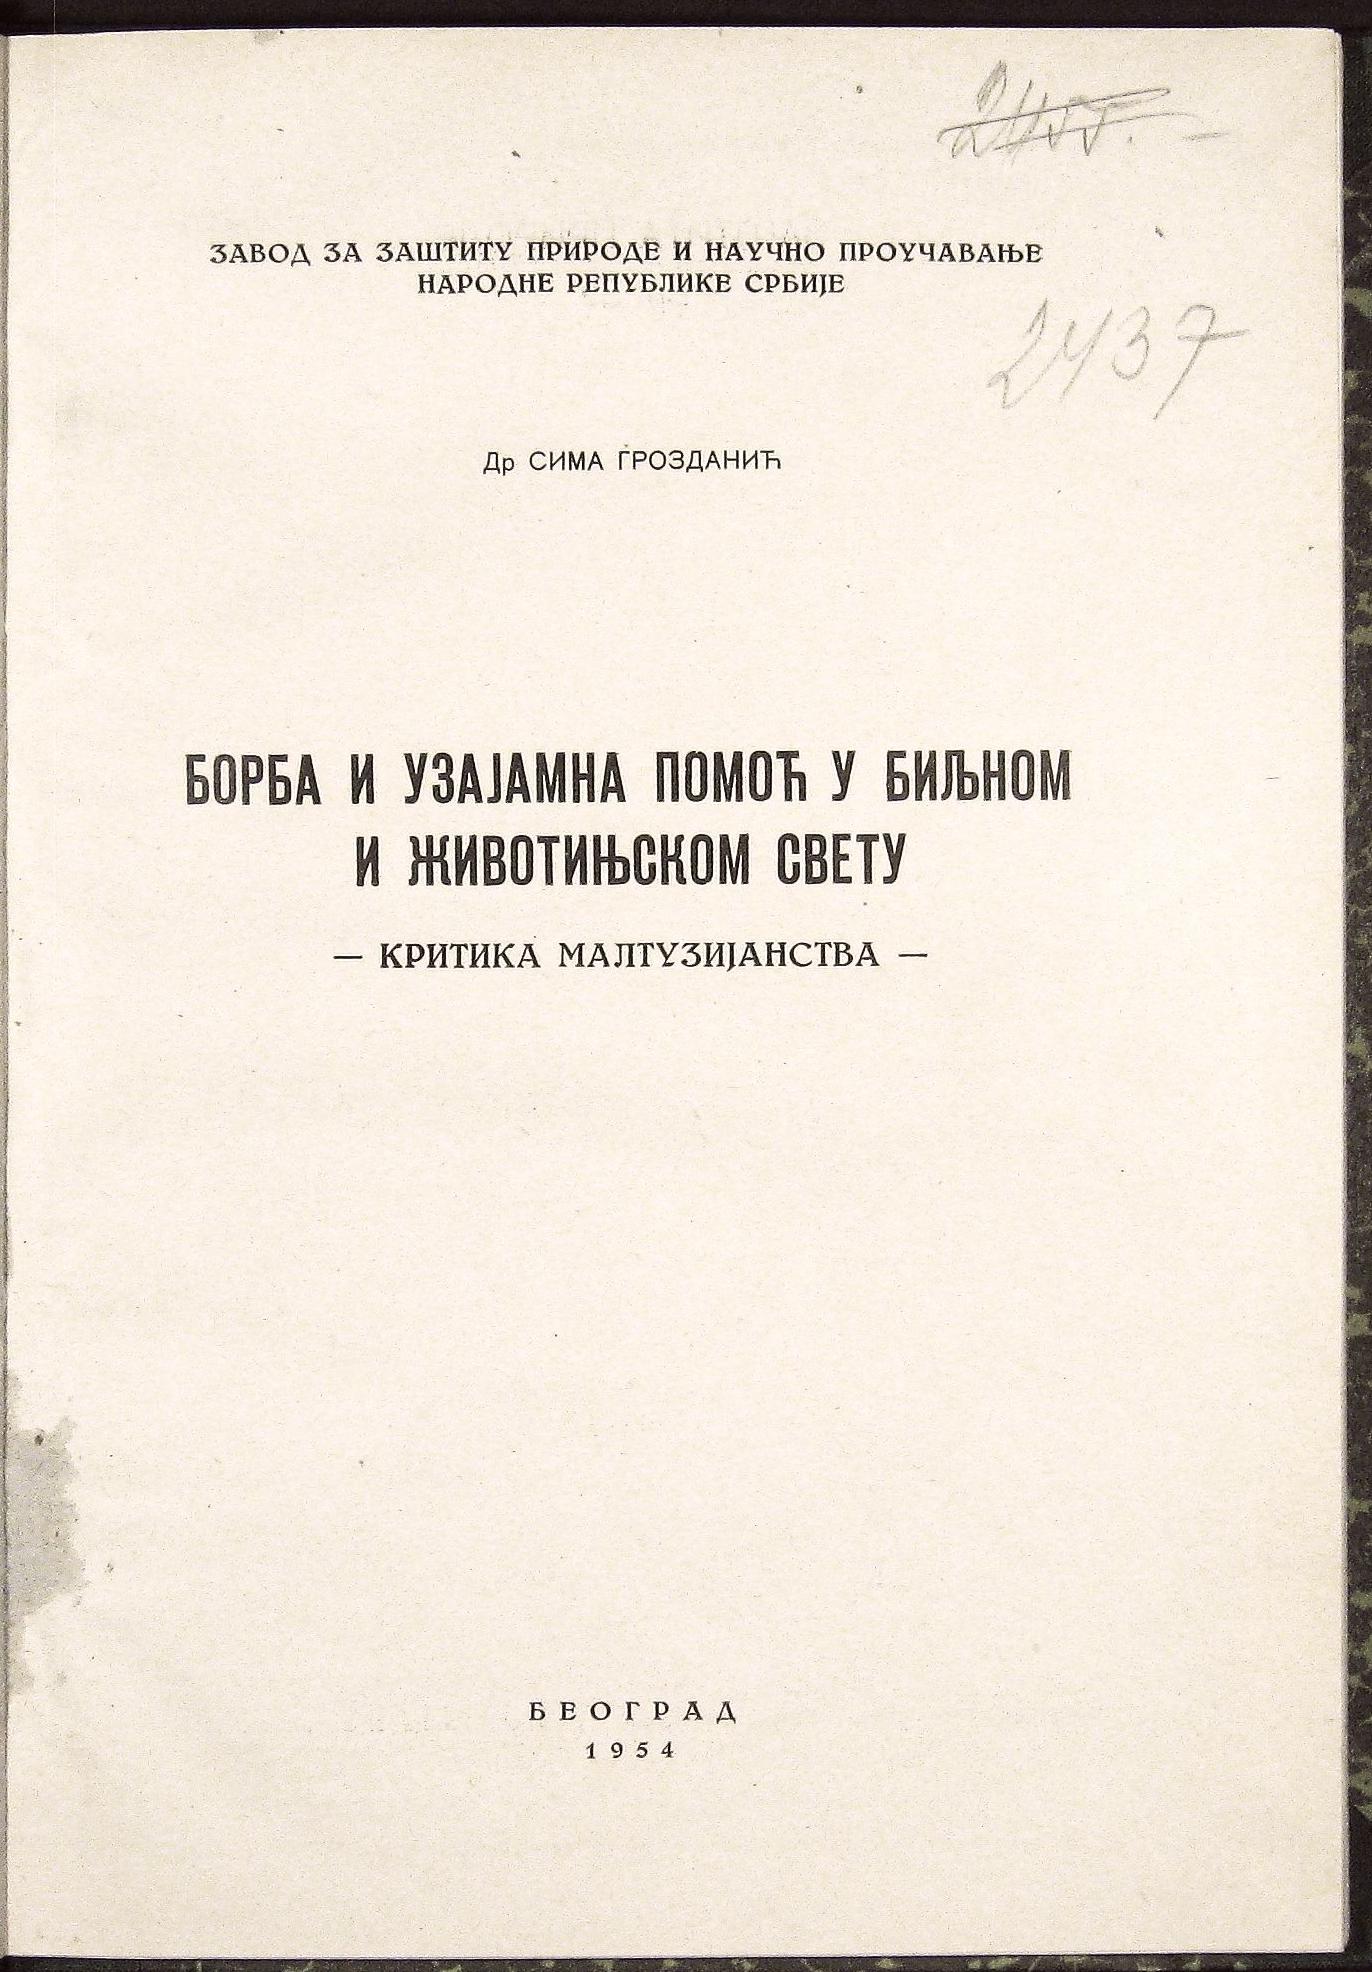 ЗАВОД ЗА ЗАШТИТУ ПРИРОДЕ И НАУЧНО ПРОУЧАВАЊЕ
НАРОДНЕ РЕПУБЛИКЕ СРБИЈЕ
2437
Др СИМА ГРОЗДАНИЋ
БОРБА И УЗАЈАМНА ПОМОЋ У БИЉНОМ
И ЖИВОТИЊСКОМ СВЕТУ
— КРИТИКА МАЛТУЗИЈАНСТВА —
БЕОГРАД
1954